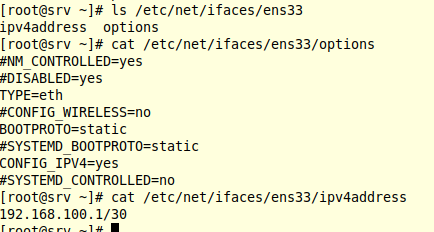 [root@srv ~]# ls /etc/net/ifaces/ens33
ipv4address  options
[root@srv ~]# cat /etc/net/ifaces/ens33/options
#NM_CONTROLLED=yes
#DISABLED=yes
TYPE=eth
#CONFIG_WIRELESS=no
BOOTPROTO=static
#SYSTEMD_BOOTPROTO=static
CONFIG_IPV4=yes
#SYSTEMD_CONTROLLED=no
[root@srv ~]# cat /etc/net/ifaces/ens33/ipv4address
192.168.100.1/30
[root@srv ~]#